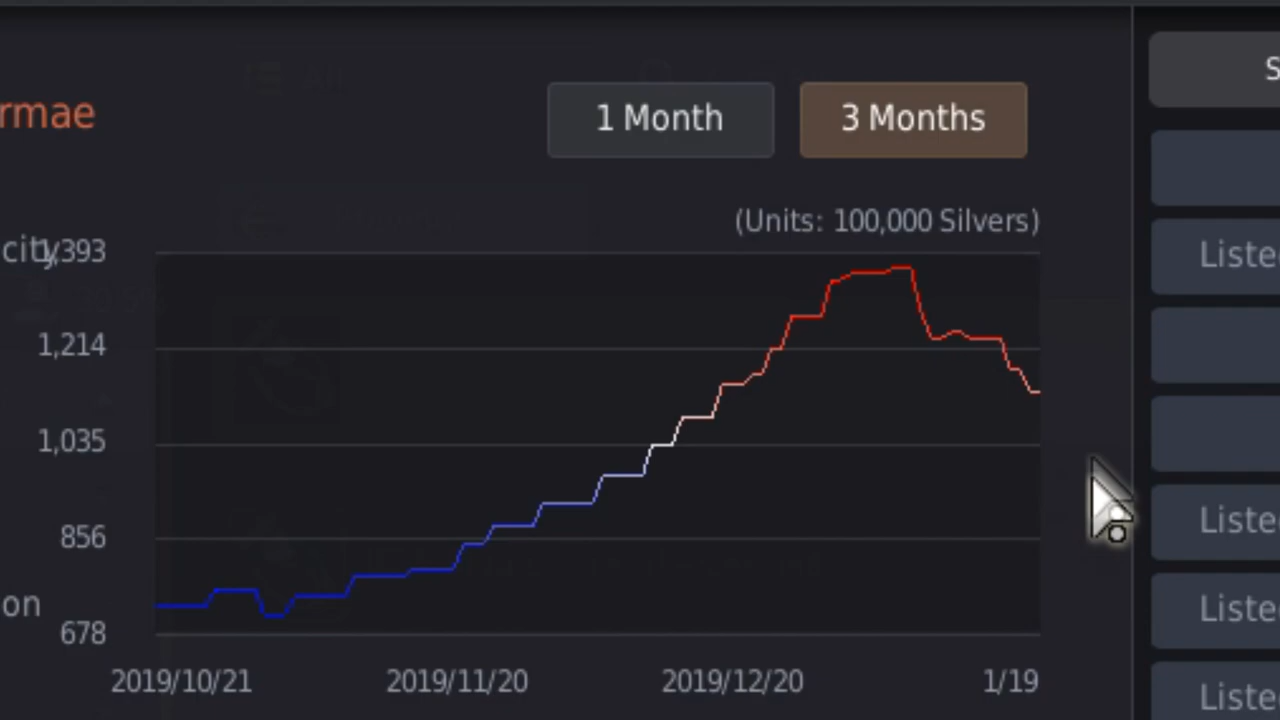 rmae
1 Month
3 Months
(Units: 100,000 Silvers)
city
1,393
1,214
1,035
856
on
678
2019/10/21
2019/11/20
2019/12/20
1/19
S
Liste
Liste
Liste
Liste